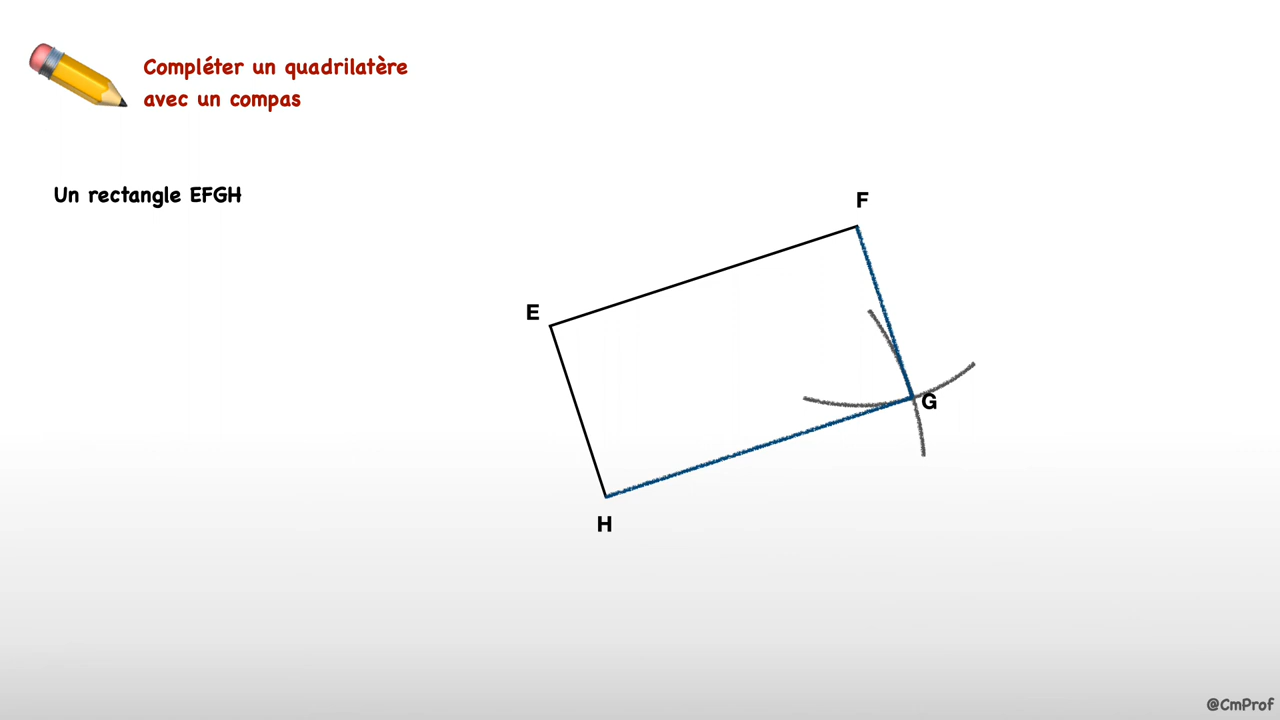 Compléter un quadrilatère
avec un compas
Un rectangle EFGH
F
E
G
H
@CmProf